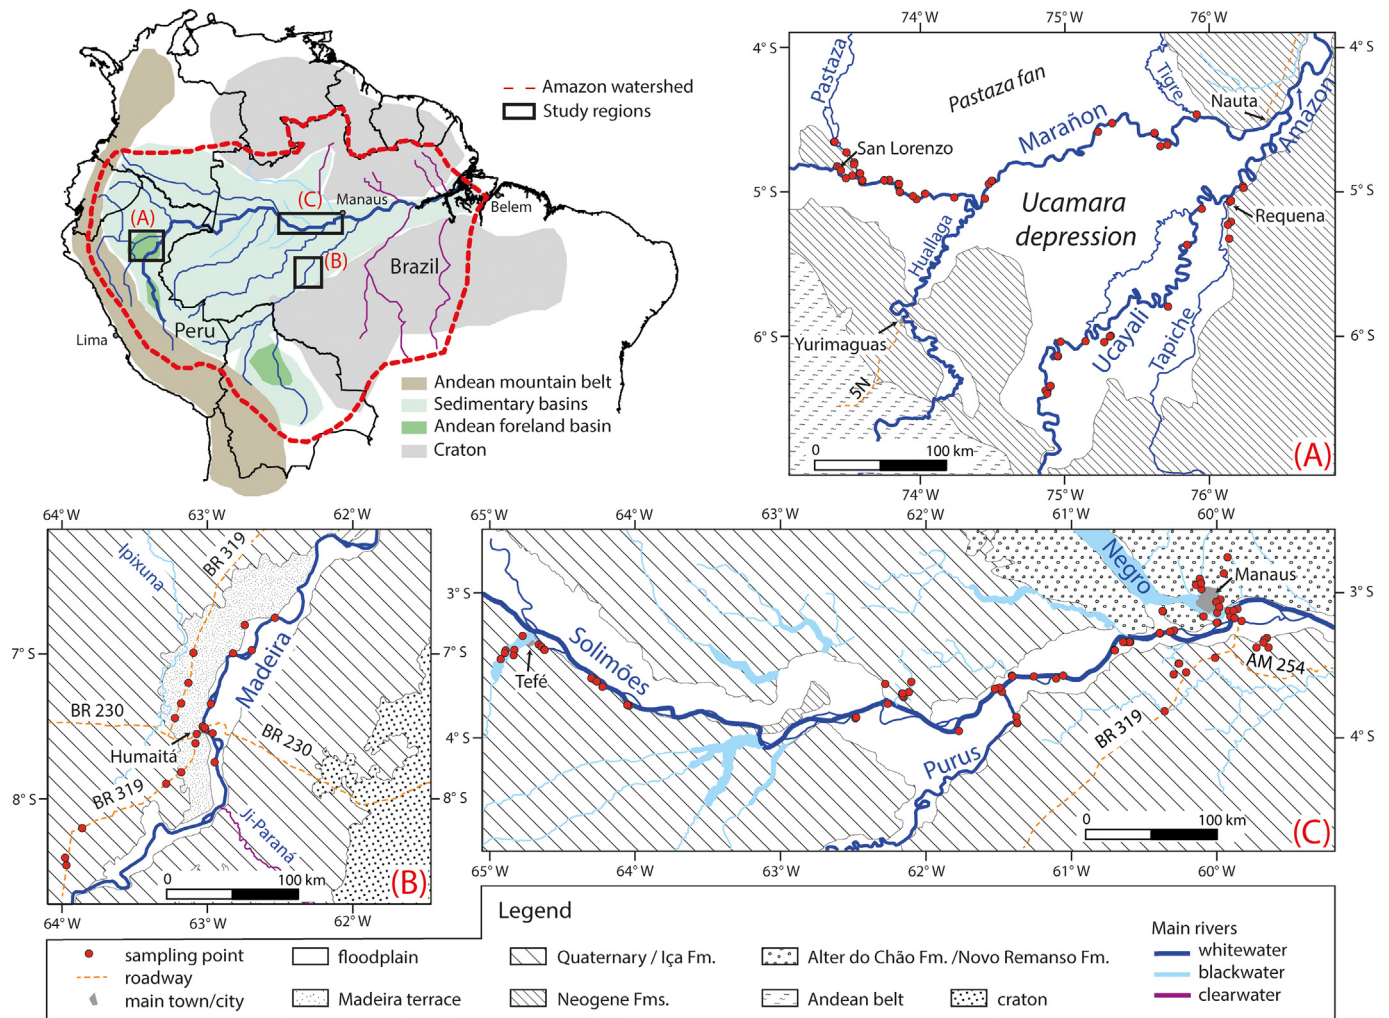 Amazon watershed
Study regions
(A)
(C)
Manaus
Belem
(B)
Brazil
Peru
Lima
Andean mountain belt
Sedimentary basins
Andean foreland basin
Craton
74°W
75°W
76°W
4°S
4°S
Pastaza
Pastaza fan
Tigre
Nauta
Marañon
Amazon
San Lorenzo
5°S
5°S
Ucamara
depression
Requena
Huallaga
6°S
6°S
Yurimaguas
Ucayali
Tapiche
5N
0
100 km
(A)
74°W
75°W
76°W
64°W
63°W
62°W
Ipixuna
BR 319
7°S
7°S
Madeira
BR 230
BR 230
Humaitá
BR 319
8°S
8°S
Ji-Paraná
0
100 km
(B)
64°W
63°W
62°W
65°W
64°W
63°W
62°W
61°W
60°W
Negro
Manaus
3°S
3°S
Solimões
Tefé
AM 254
BR 319
4°S
4°S
Purus
0
100 km
(C)
65°W
64°W
63°W
62°W
61°W
60°W
Legend
sampling point
roadway
main town/city
floodplain
Madeira terrace
Quaternary / Iça Fm.
Neogene Fms.
Alter do Chão Fm. /Novo Remanso Fm.
Andean belt
craton
Main rivers
whitewater
blackwater
clearwater